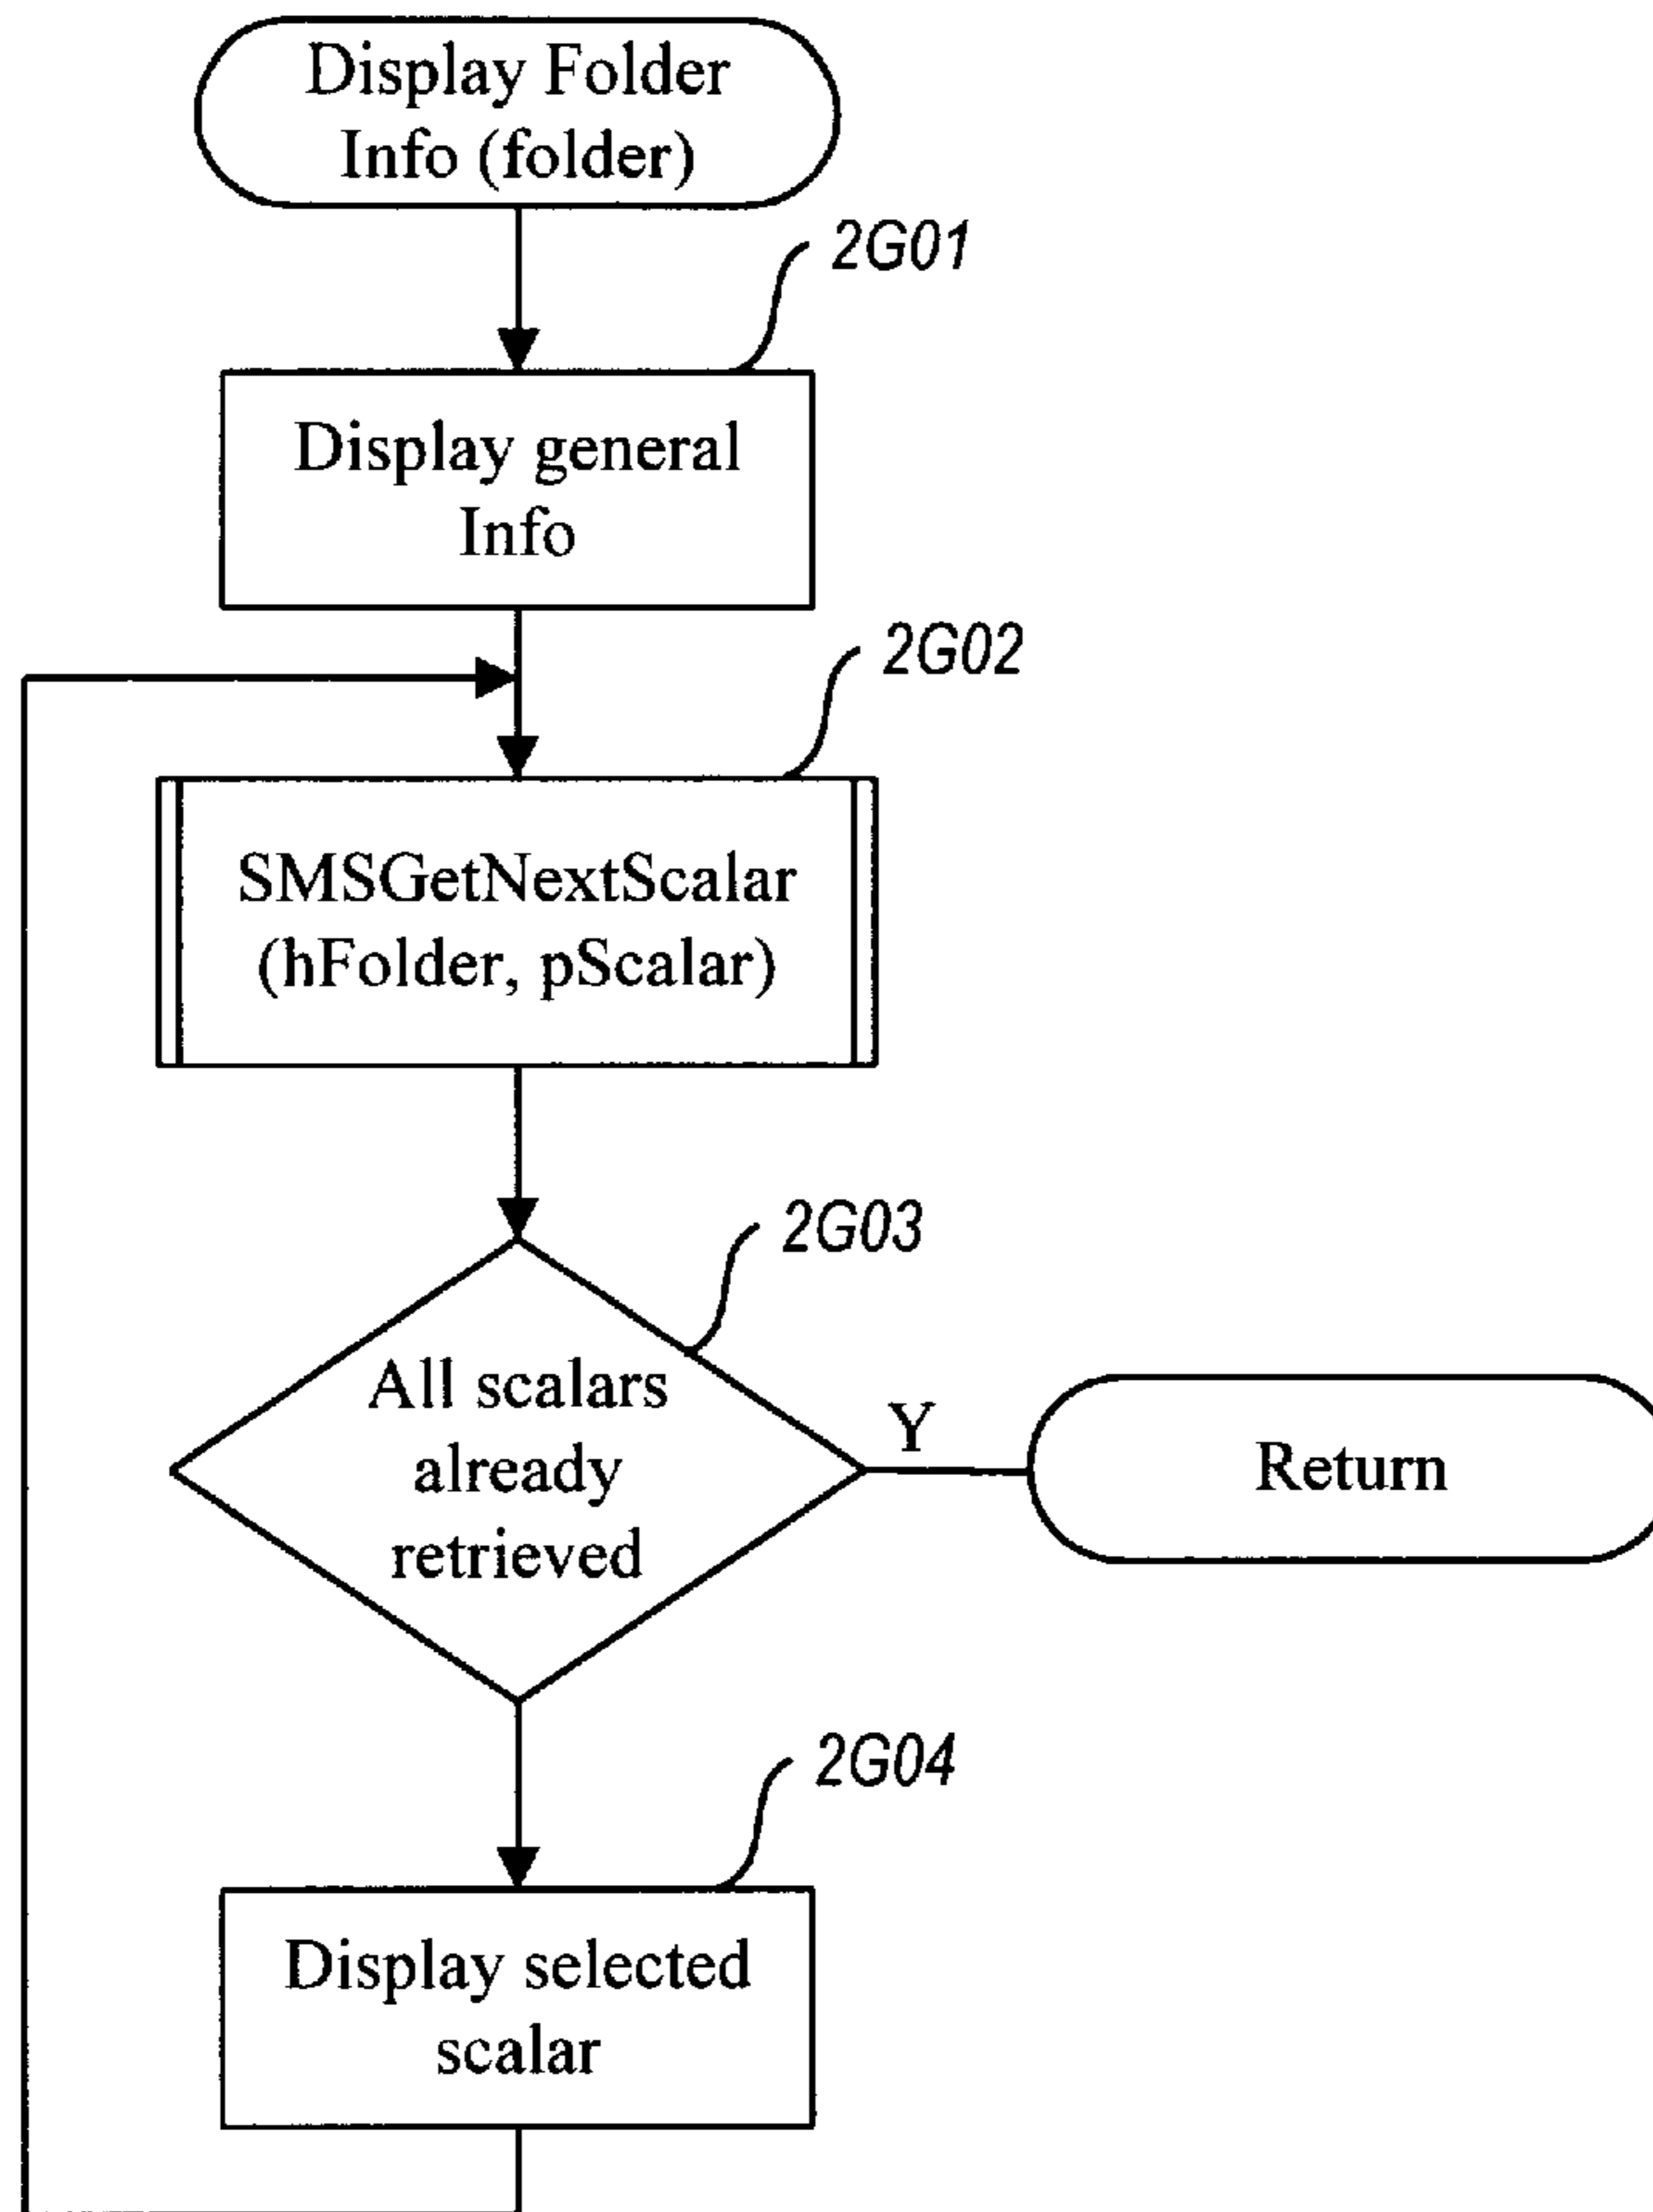 Display Folder
Info (folder)
2G01
Display general
Info
2G02
SMSGetNextScalar
(hFolder, pScalar)
2G03
All scalars
already
retrieved
Y
Return
2G04
Display selected
scalar